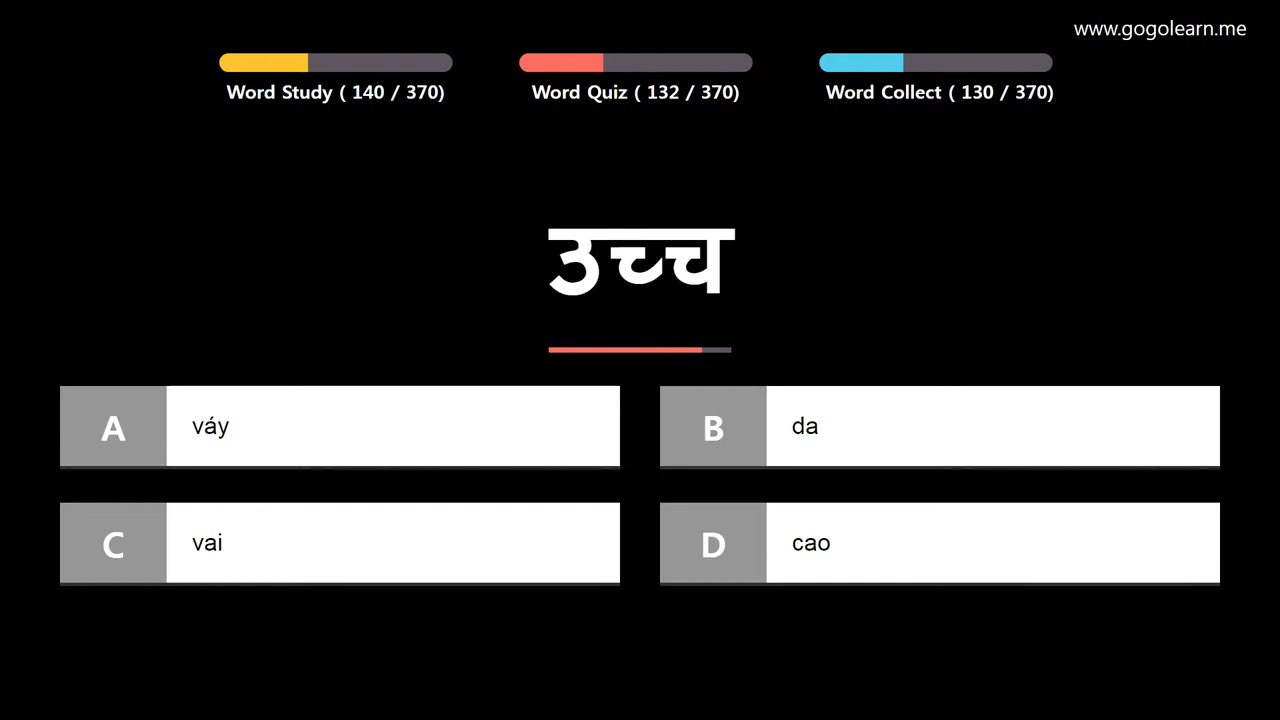 www.gogolearn.me
Word Study ( 140 / 370)
Word Quiz ( 132 / 370)
Word Collect ( 130 / 370)
उच्च
A
váy
B
da
C
vai
D
cao